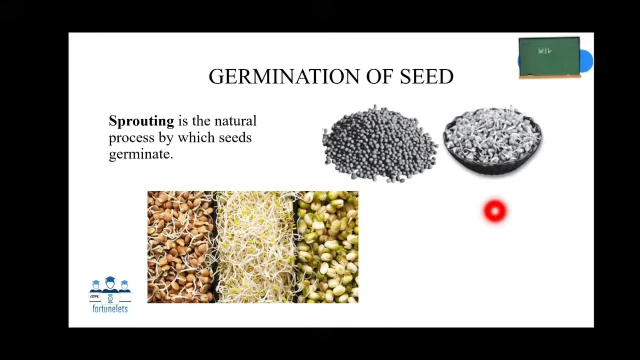 GERMINATION OF SEED
Sprouting is the natural
process by which seeds
germinate.
fortunelets